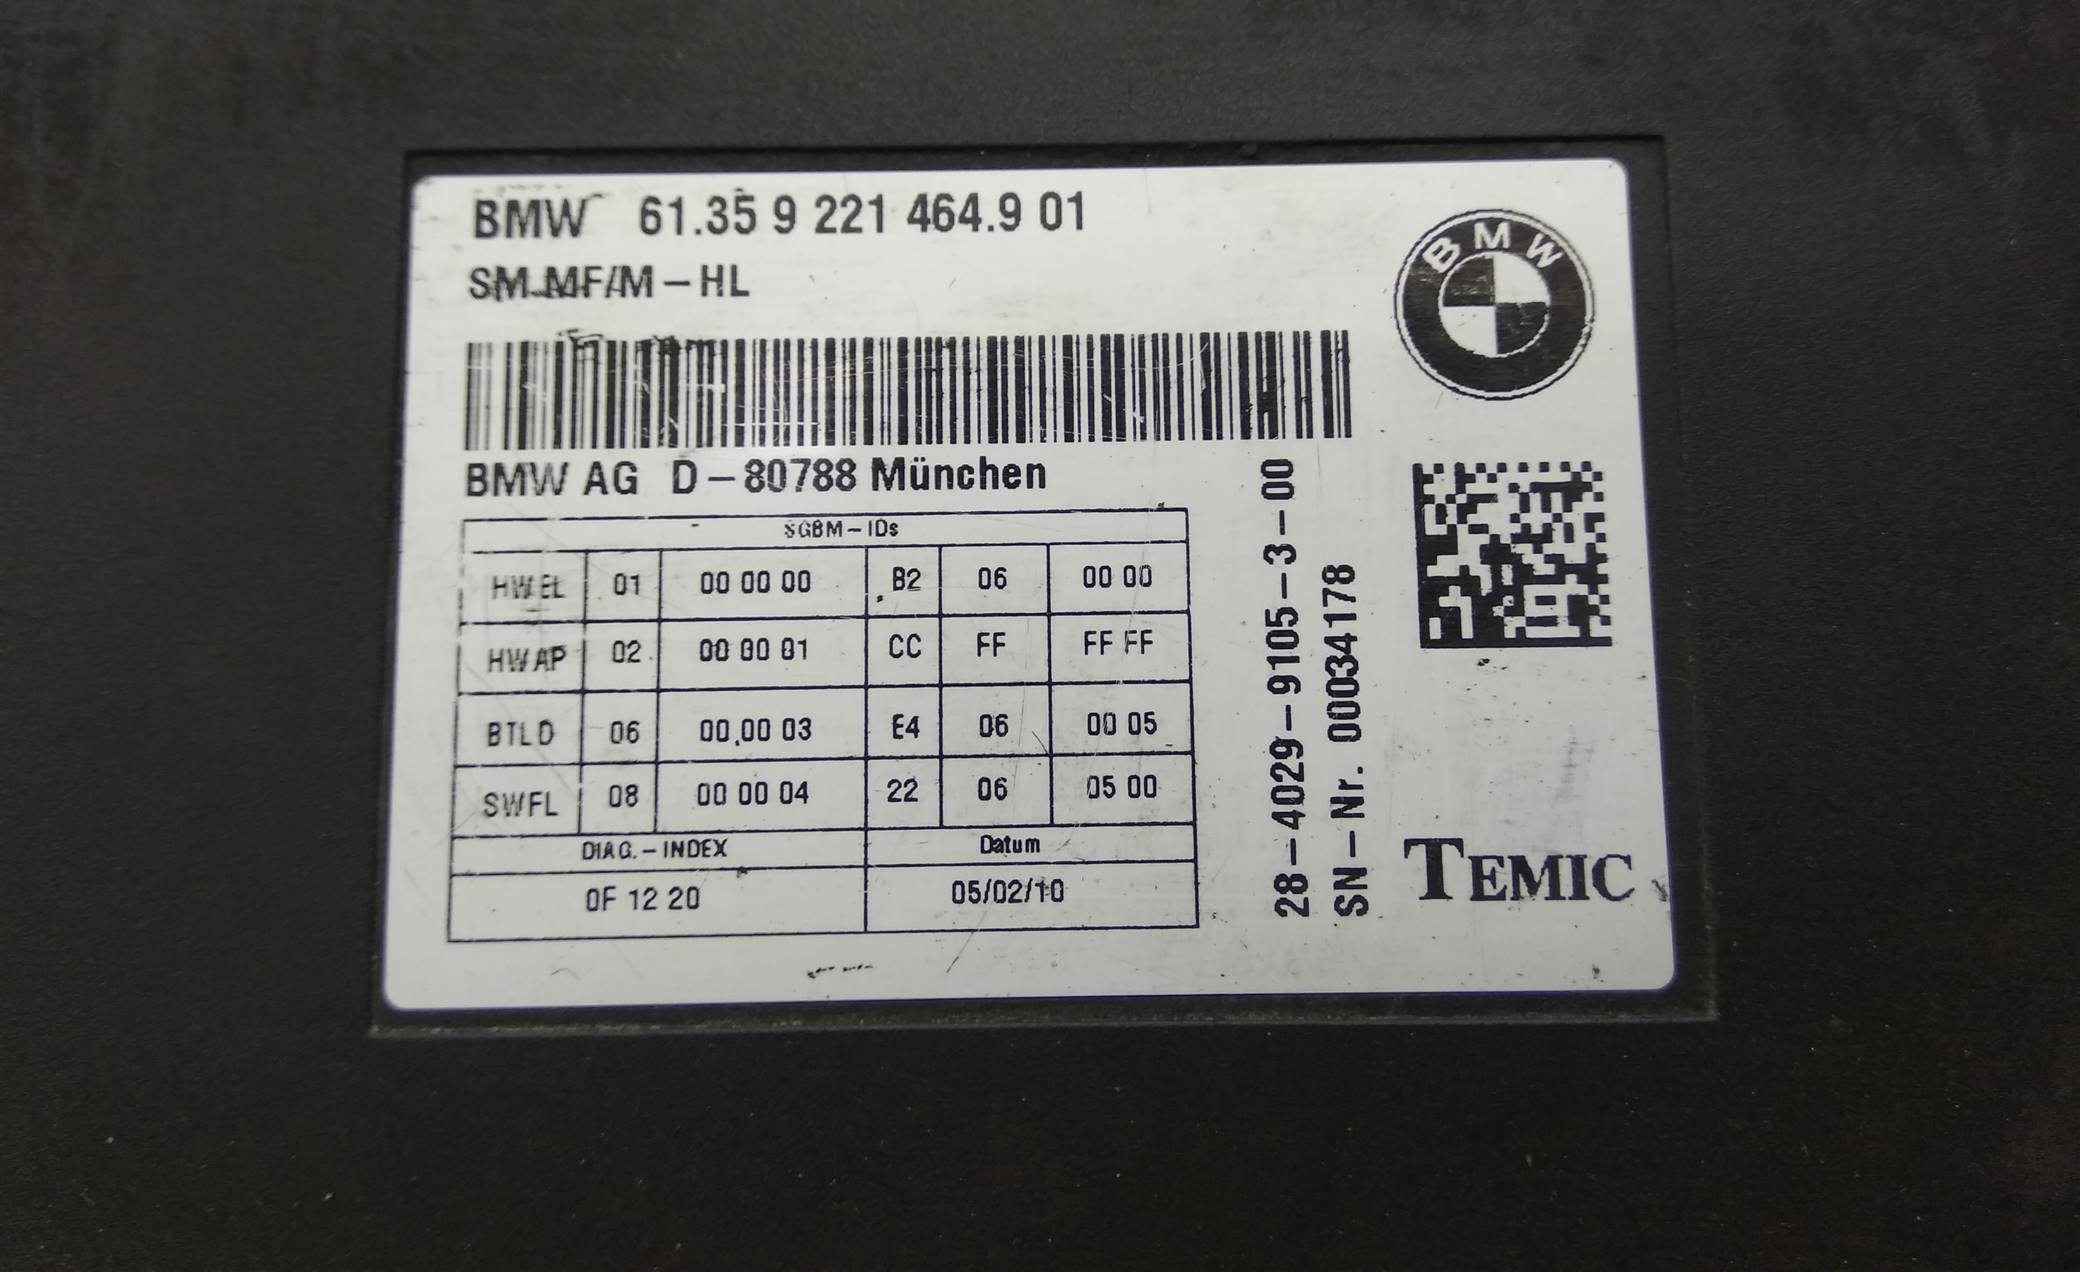 BMW 61.35 9 221 464.9 01
SM MF/M-HL
BMW
BMW AG D-80788 München
SGBM-IDs
HWEL 01 00 00 00 B2 06 00 00
HWAP 02 00 00 01 CC FF FF FF
BTLD 06 00 00 03 E4 06 00 05
SWFL 08 00 00 04 22 06 05 00
DIAG.-INDEX Datum
0F 12 20 05/02/10
28-4029-9105-3-00
SN-Nr. 00034178
TEMIC